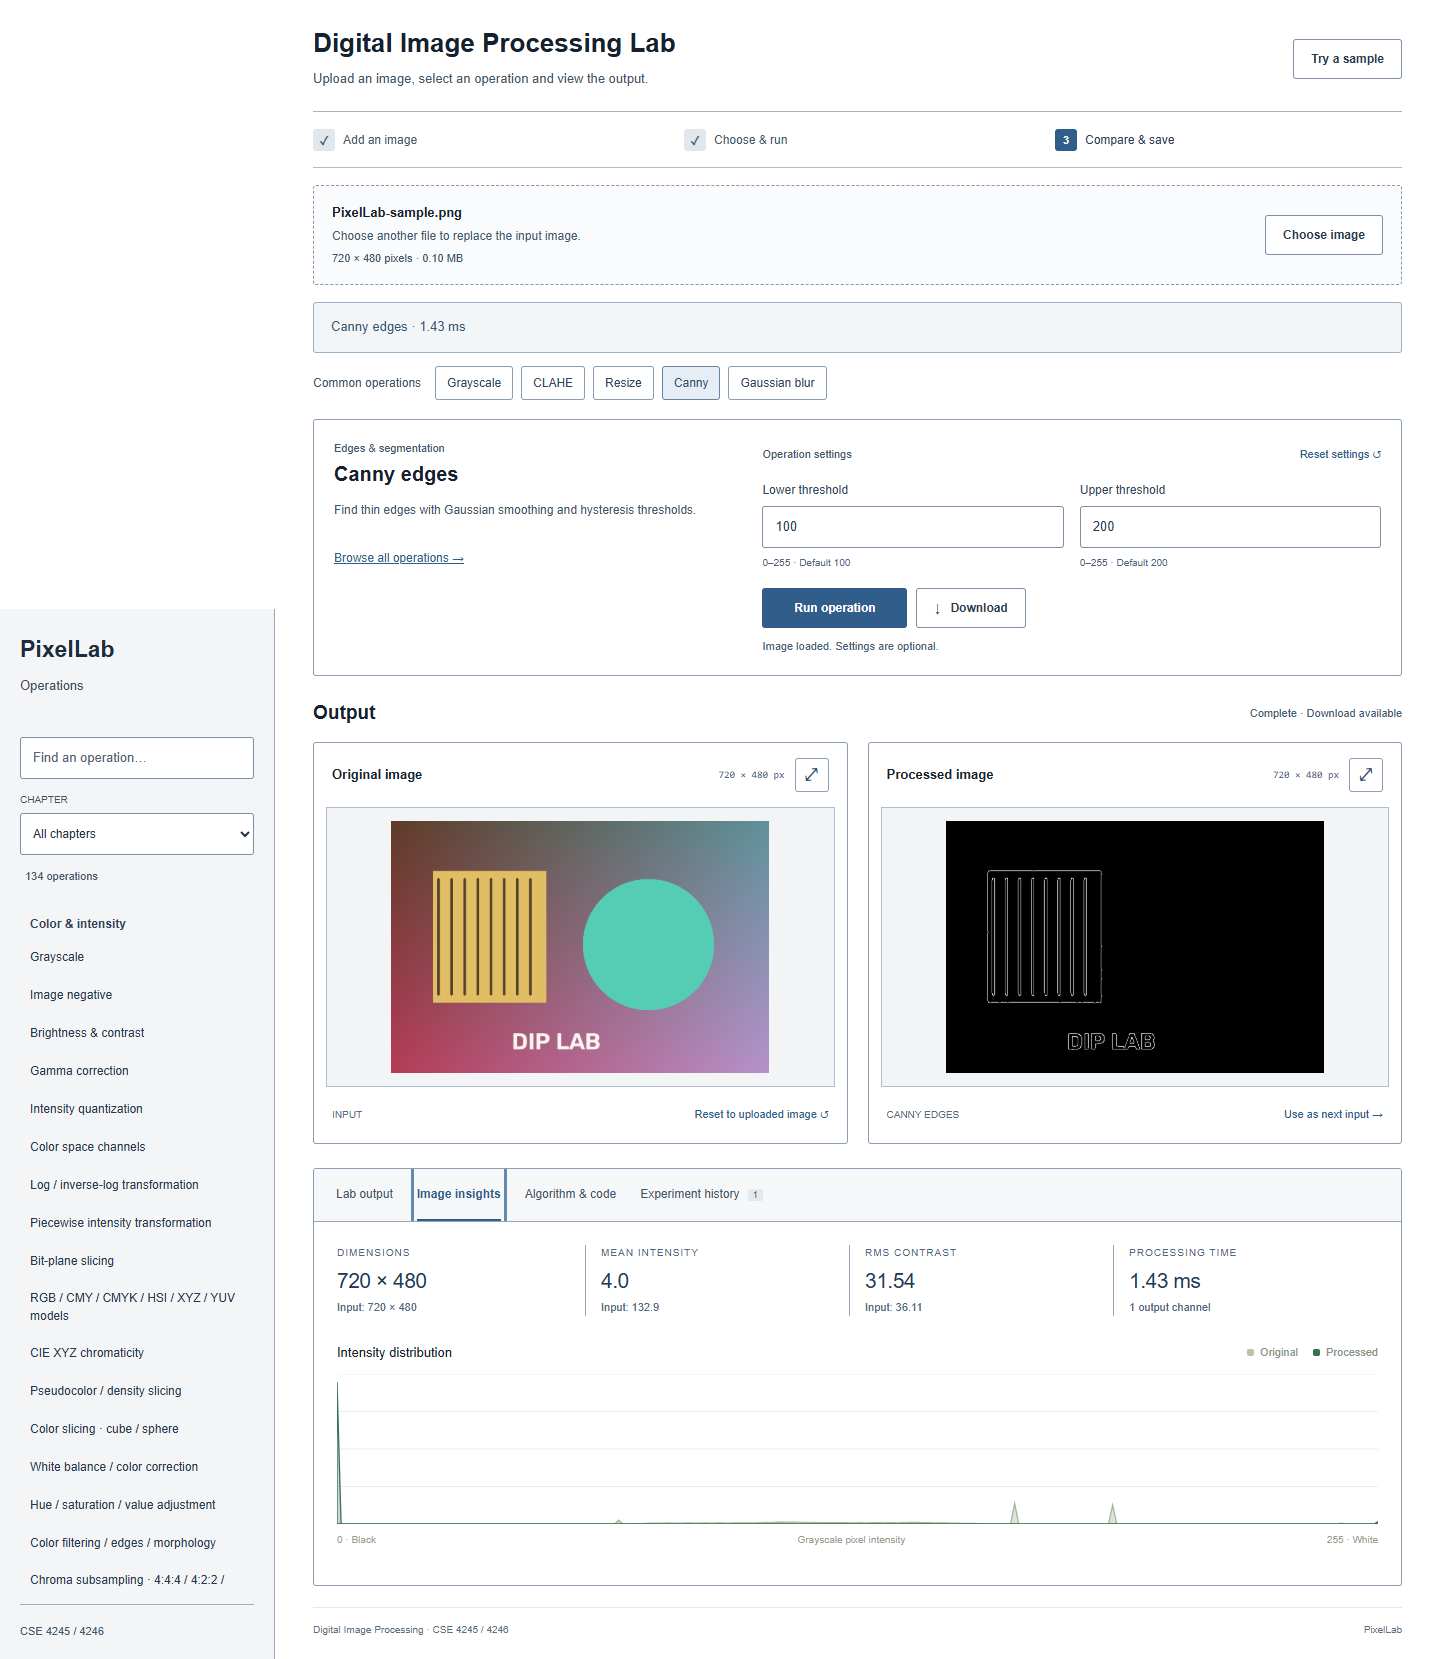 Digital Image Processing Lab
Upload an image, select an operation and view the output.
Try a sample
✓ Add an image
✓ Choose & run
3 Compare & save
PixelLab-sample.png
Choose another file to replace the input image.
720 × 480 pixels · 0.10 MB
Choose image
Canny edges · 1.43 ms
Common operations
Grayscale
CLAHE
Resize
Canny
Gaussian blur
Edges & segmentation
Canny edges
Find thin edges with Gaussian smoothing and hysteresis thresholds.
Browse all operations →
Operation settings
Reset settings ↺
Lower threshold
100
0–255 · Default 100
Upper threshold
200
0–255 · Default 200
Run operation
↓ Download
Image loaded. Settings are optional.
PixelLab
Operations
Find an operation...
CHAPTER
All chapters
134 operations
Color & intensity
Grayscale
Image negative
Brightness & contrast
Gamma correction
Intensity quantization
Color space channels
Log / inverse-log transformation
Piecewise intensity transformation
Bit-plane slicing
RGB / CMY / CMYK / HSI / XYZ / YUV
models
CIE XYZ chromaticity
Pseudocolor / density slicing
Color slicing · cube / sphere
White balance / color correction
Hue / saturation / value adjustment
Color filtering / edges / morphology
Chroma subsampling · 4:4:4 / 4:2:2 /
CSE 4245 / 4246
Output
Complete · Download available
Original image
720 × 480 px
DIP LAB
INPUT
Reset to uploaded image ↺
Processed image
720 × 480 px
DIP LAB
CANNY EDGES
Use as next input →
Lab output
Image insights
Algorithm & code
Experiment history 1
DIMENSIONS
720 × 480
Input: 720 × 480
MEAN INTENSITY
4.0
Input: 132.9
RMS CONTRAST
31.54
Input: 36.11
PROCESSING TIME
1.43 ms
1 output channel
Intensity distribution
Original
Processed
0 · Black
Grayscale pixel intensity
255 · White
Digital Image Processing · CSE 4245 / 4246
PixelLab